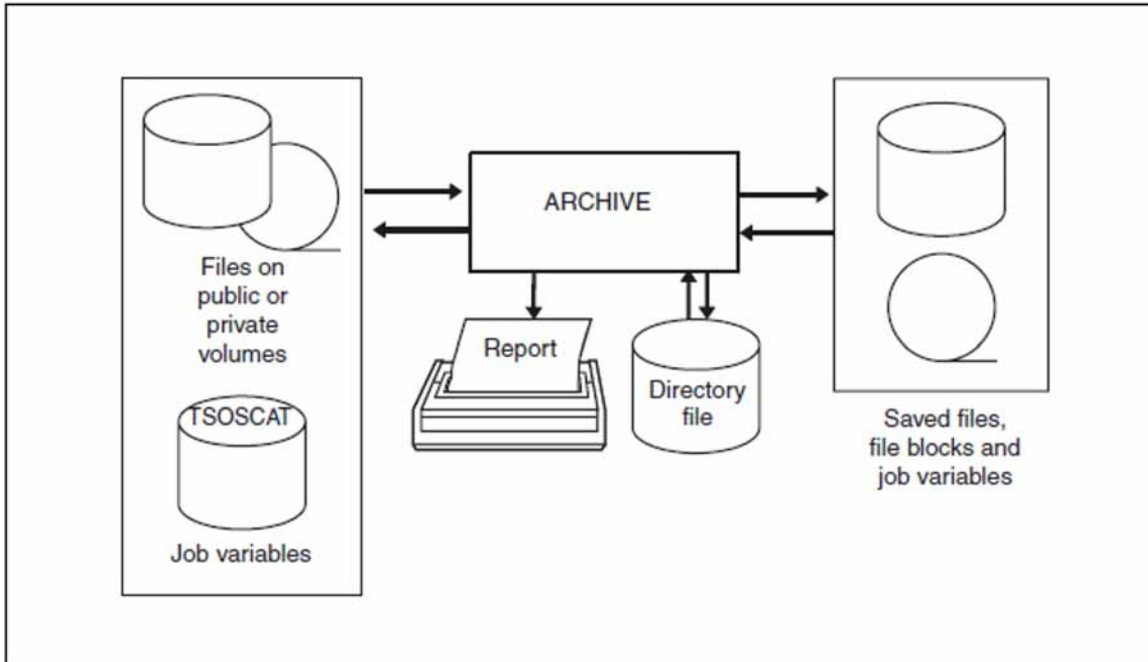 Files on
public or
private
volumes
TSOSCAT
Job variables
ARCHIVE
Report
Directory
file
Saved files,
file blocks and
job variables